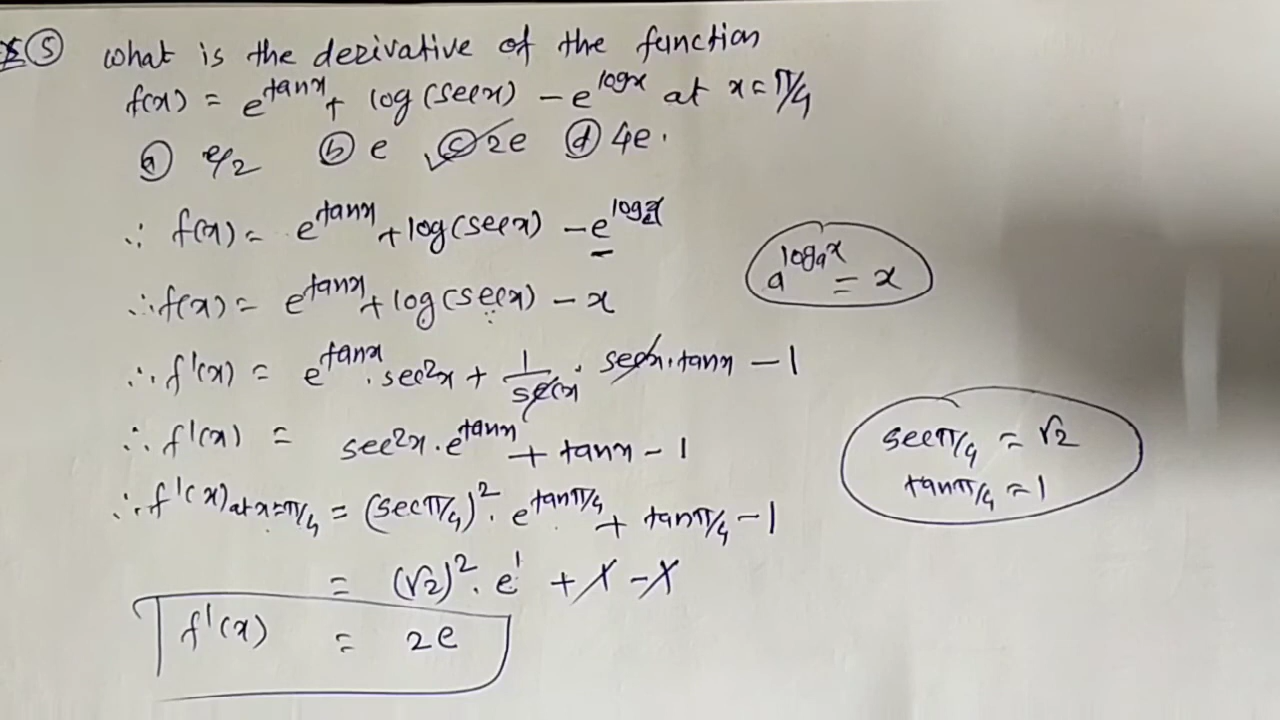 ⑤ what is the derivative of the function
f(x) = e^tanx + log(secx) - e^logx at x = π/4
ⓐ e/2 ⓑ e ⓒ 2e ⓓ 4e.
∴ f(x) = e^tanx + log(secx) - e^logₑx
a^logₐx = x
∴ f(x) = e^tanx + log(secx) - x
∴ f'(x) = e^tanx . sec²x + 1/secx . secx.tanx - 1
∴ f'(x) = sec²x . e^tanx + tanx - 1
secπ/4 = √2
tanπ/4 = 1
∴ f'(x) at x=π/4 = (secπ/4)² . e^tanπ/4 + tanπ/4 - 1
= (√2)² . e¹ + 1 - 1
f'(x) = 2e